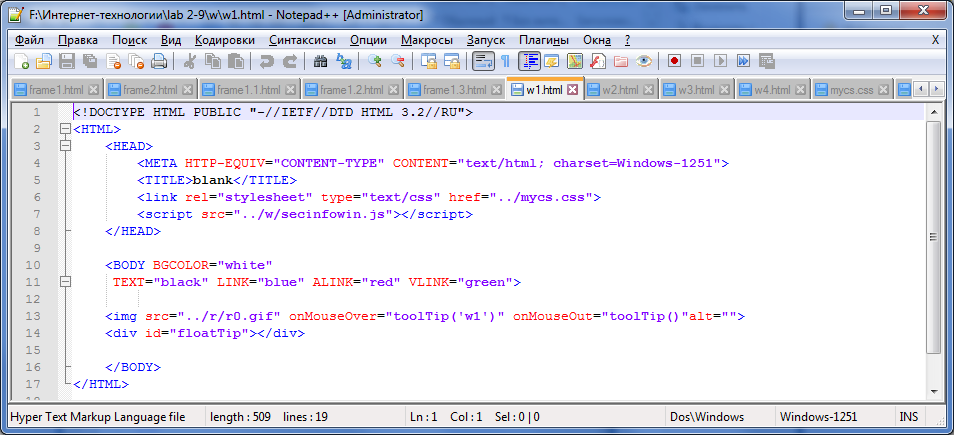 F:\Интернет-технологии\lab 2-9\w\w1.html - Notepad++ [Administrator]
Файл Правка Поиск Вид Кодировки Синтаксисы Опции Макросы Запуск Плагины Окна ? X
frame1.html frame2.html frame1.1.html frame1.2.html frame1.3.html w1.html w2.html w3.html w4.html mycs.css
1 <!DOCTYPE HTML PUBLIC "-//IETF//DTD HTML 3.2//RU">
2 <HTML>
3 <HEAD>
4 <META HTTP-EQUIV="CONTENT-TYPE" CONTENT="text/html; charset=Windows-1251">
5 <TITLE>blank</TITLE>
6 <link rel="stylesheet" type="text/css" href="../mycs.css">
7 <script src="../w/secinfowin.js"></script>
8 </HEAD>
9
10 <BODY BGCOLOR="white"
11 TEXT="black" LINK="blue" ALINK="red" VLINK="green">
12
13 <img src="../r/r0.gif" onMouseOver="toolTip('w1')" onMouseOut="toolTip()"alt="">
14 <div id="floatTip"></div>
15
16 </BODY>
17 </HTML>
Hyper Text Markup Language file length : 509 lines : 19 Ln : 1 Col : 1 Sel : 0 | 0 Dos\Windows Windows-1251 INS